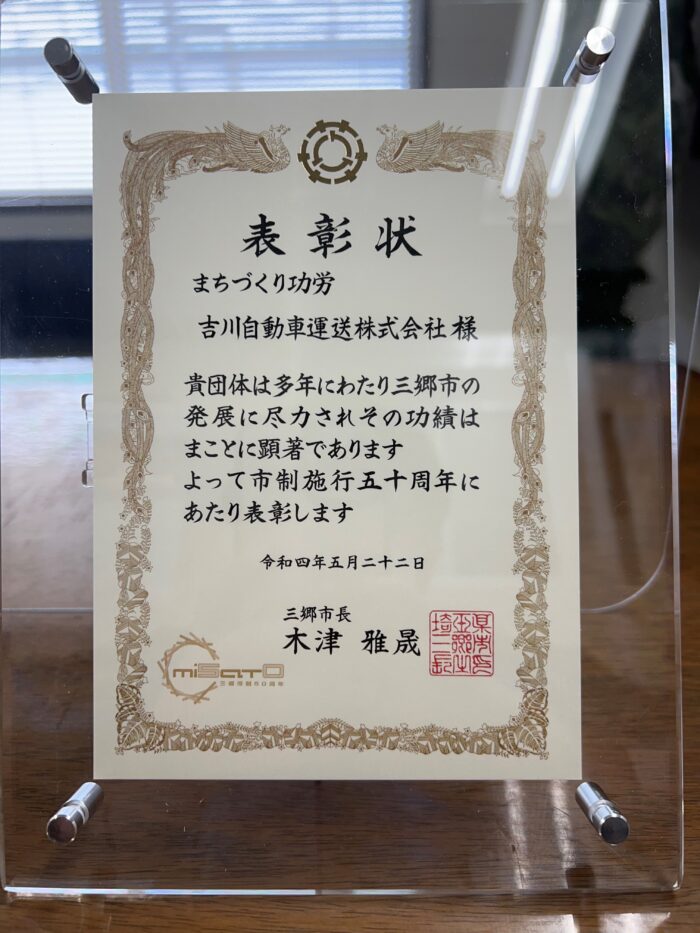 表彰状
まちづくり功労
吉川自動車運送株式会社様
貴団体は多年にわたり三郷市の
発展に尽力されその功績は
まことに顕著であります
よって市制施行五十周年に
あたり表彰します
令和四年五月二十二日
三郷市長
木津雅晟
misato